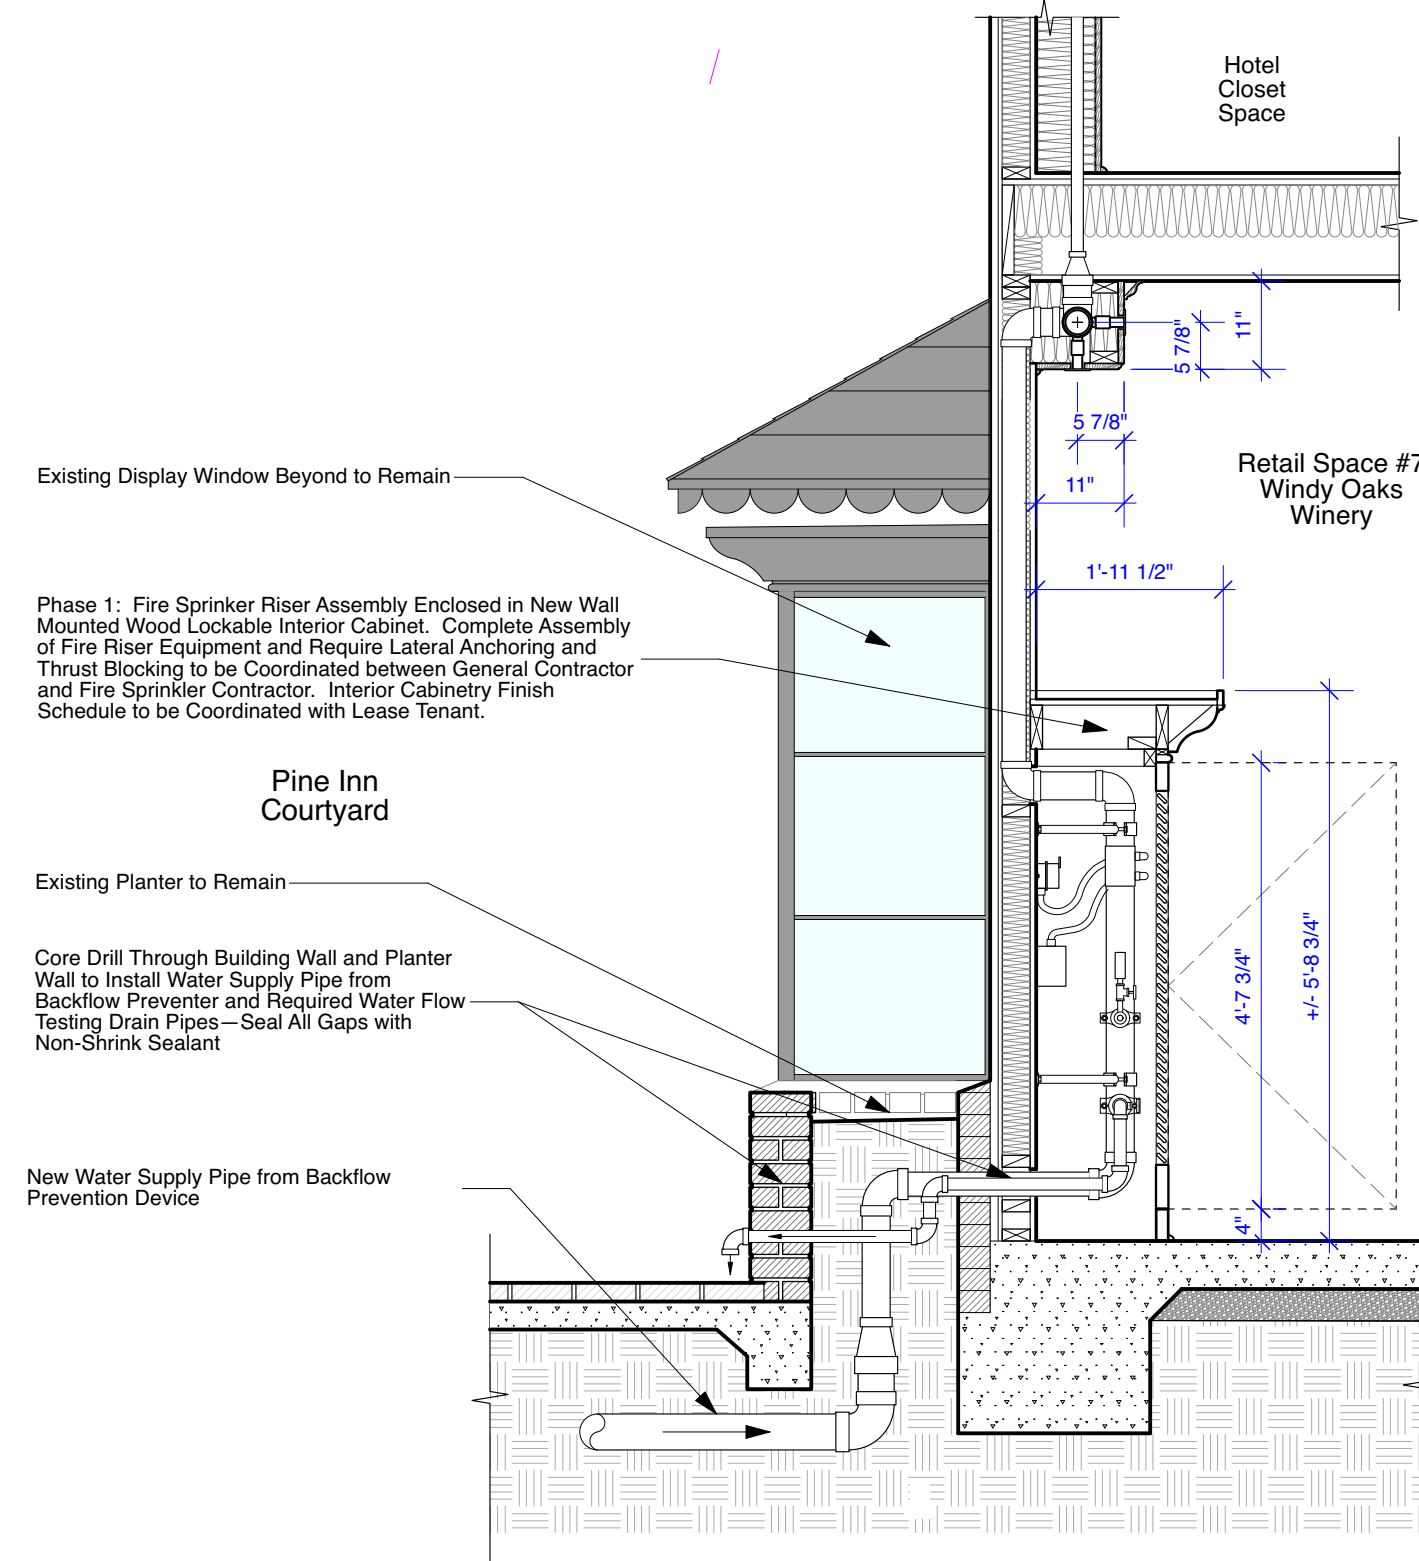 Hotel
Closet
Space
5 7/8"
11"
5 7/8"
11"
Retail Space #7
Windy Oaks
Winery
Existing Display Window Beyond to Remain
1'-11 1/2"
Phase 1:  Fire Sprinker Riser Assembly Enclosed in New Wall
Mounted Wood Lockable Interior Cabinet.  Complete Assembly
of Fire Riser Equipment and Require Lateral Anchoring and
Thrust Blocking to be Coordinated between General Contractor
and Fire Sprinkler Contractor.  Interior Cabinetry Finish
Schedule to be Coordinated with Lease Tenant.
Pine Inn
Courtyard
Existing Planter to Remain
Core Drill Through Building Wall and Planter
Wall to Install Water Supply Pipe from
Backflow Preventer and Required Water Flow
Testing Drain Pipes—Seal All Gaps with
Non-Shrink Sealant
4'-7 3/4"
+/- 5'-8 3/4"
New Water Supply Pipe from Backflow
Prevention Device
4"